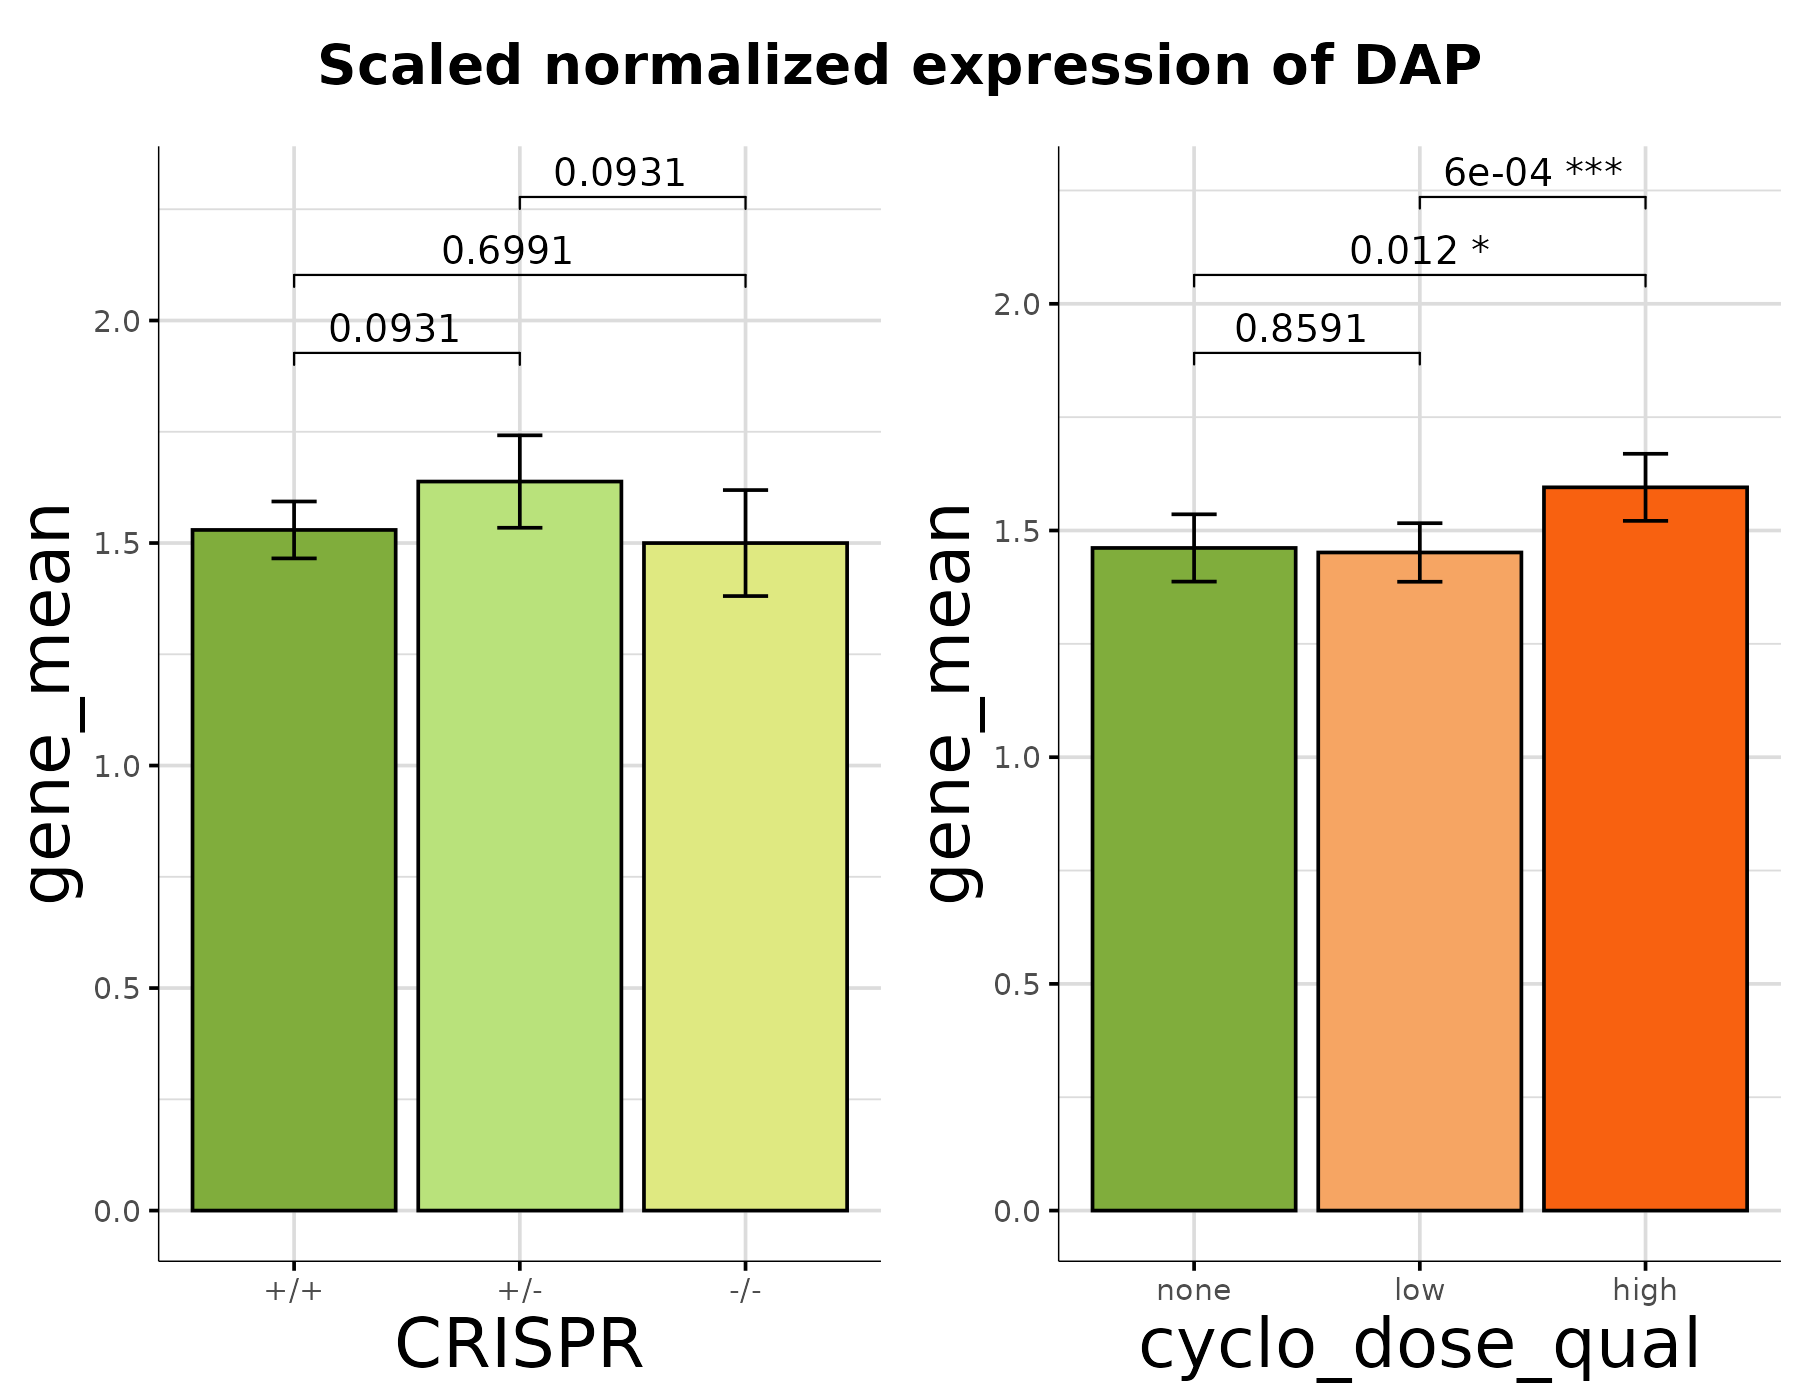 Scaled normalized expression of DAP
gene_mean
0.0931
0.6991
0.0931
2.0
1.5
1.0
0.5
0.0
+/+
+/-
-/-
CRISPR
gene_mean
6e-04 ***
0.012 *
0.8591
2.0
1.5
1.0
0.5
0.0
none
low
high
cyclo_dose_qual